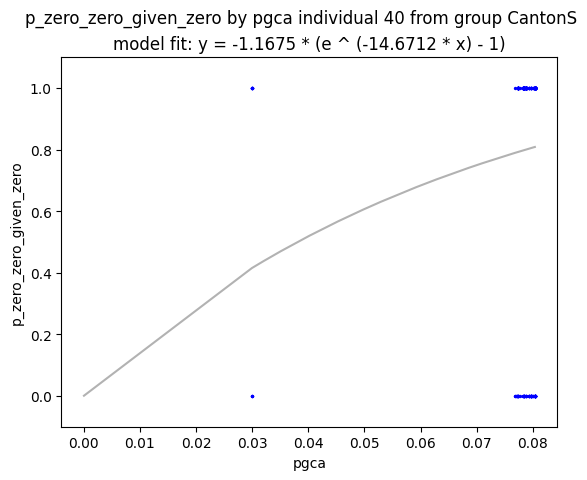 p_zero_zero_given_zero by pgca individual 40 from group CantonS
model fit: y = -1.1675 * (e ^ (-14.6712 * x) - 1)
1.0
0.8
0.6
0.4
0.2
0.0
p_zero_zero_given_zero
0.00 0.01 0.02 0.03 0.04 0.05 0.06 0.07 0.08
pgca